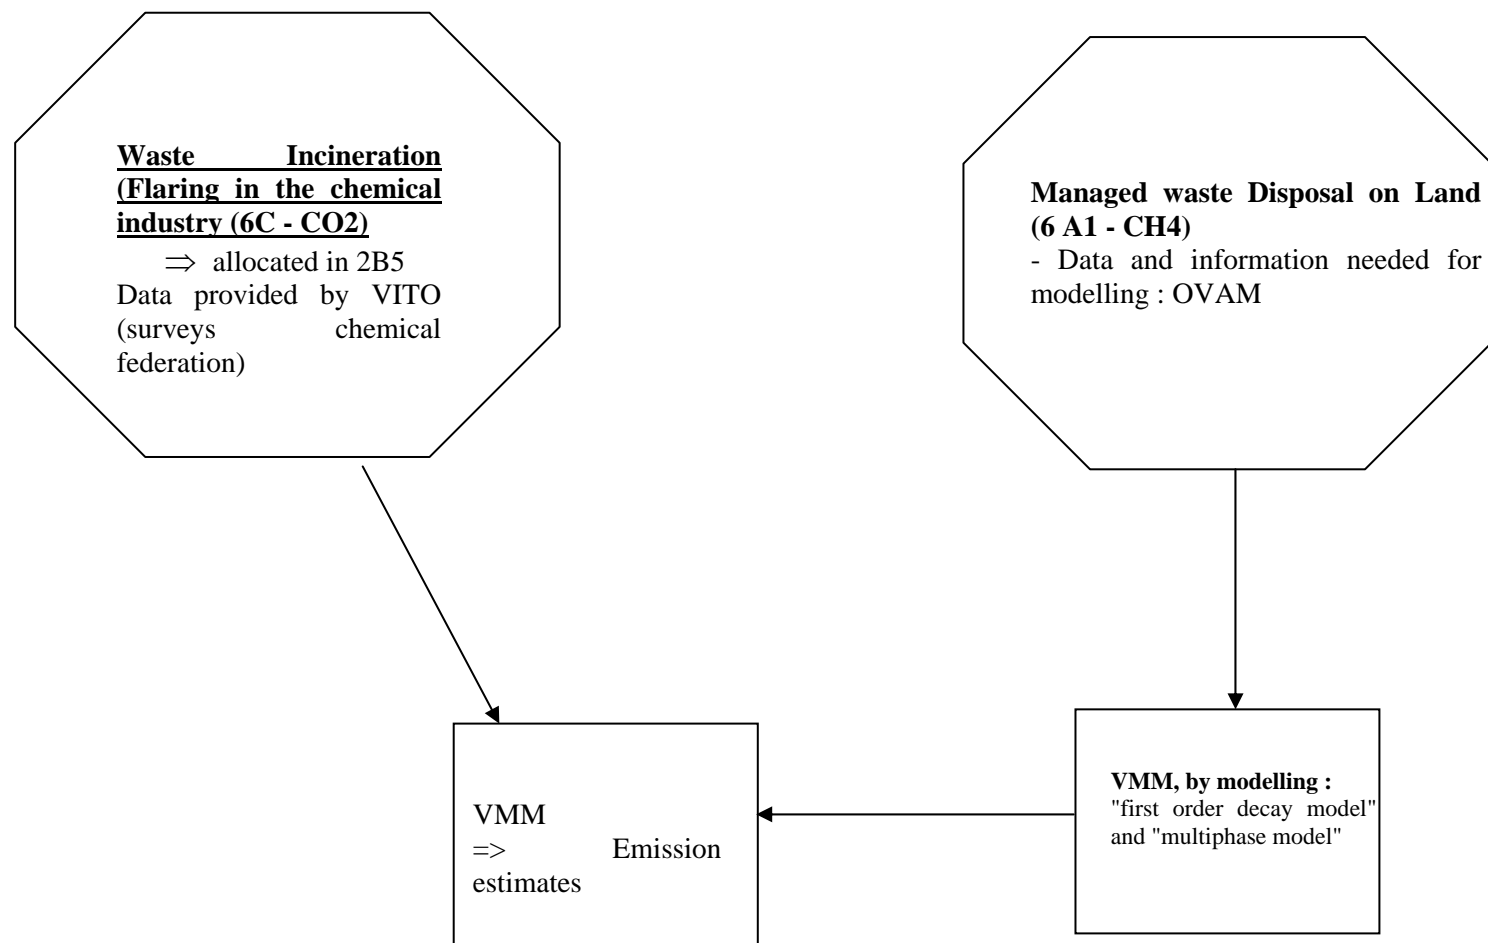 Waste Incineration
(Flaring in the chemical
industry (6C - CO2)
⇒ allocated in 2B5
Data provided by VITO
(surveys chemical
federation)
Managed waste Disposal on Land
(6 A1 - CH4)
- Data and information needed for
modelling : OVAM
VMM
=> Emission
estimates
VMM, by modelling :
"first order decay model"
and "multiphase model"